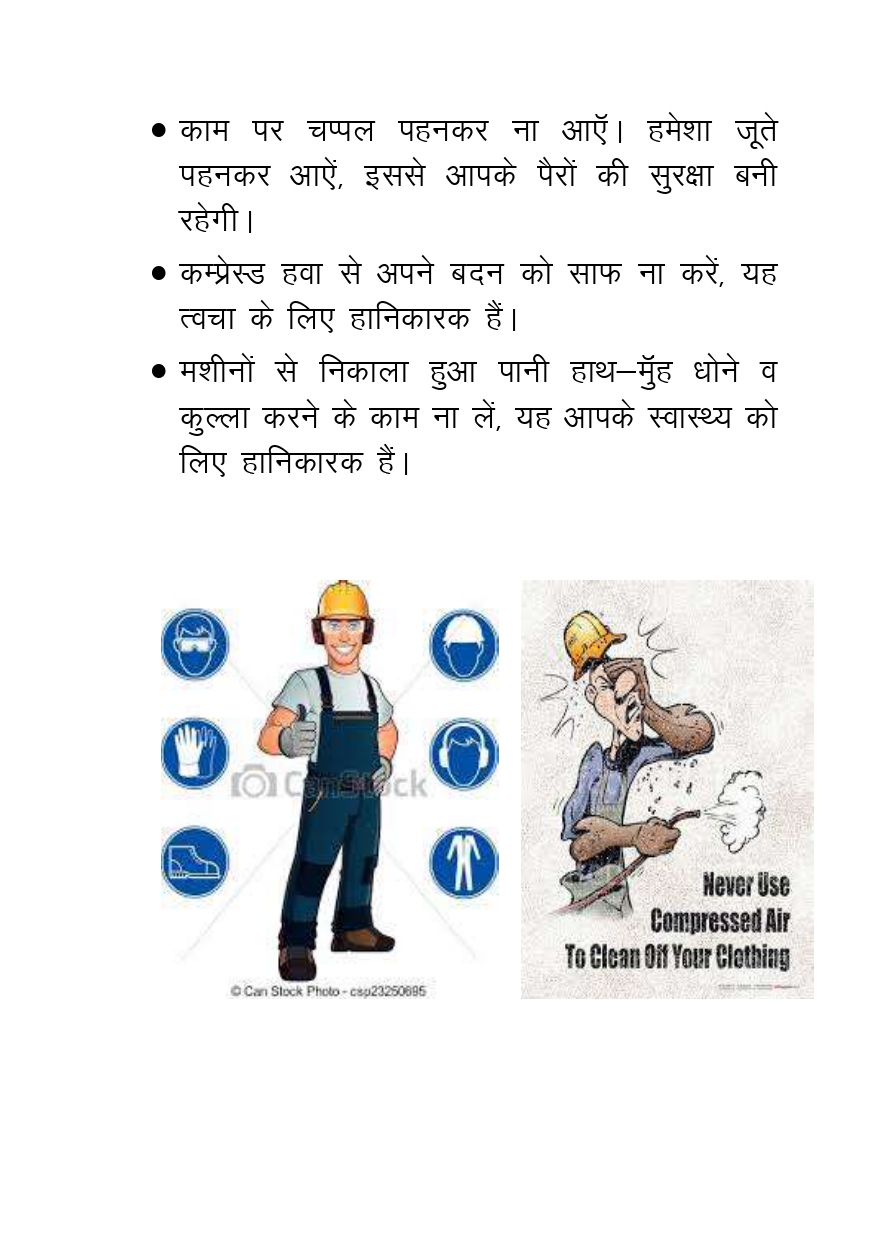 • काम पर चप्पल पहनकर ना आऍ। हमेशा जूते
पहनकर आऐं, इससे आपके पैरों की सुरक्षा बनी
रहेगी।
• कम्प्रेस्ड हवा से अपने बदन को साफ ना करें, यह
त्वचा के लिए हानिकारक हैं।
• मशीनों से निकाला हुआ पानी हाथ–मुॅह धोने व
कुल्ला करने के काम ना लें, यह आपके स्वास्थ्य को
लिए हानिकारक हैं।
CanStock
© Can Stock Photo - csp23250695
Never Use
Compressed Air
To Clean Off Your Clothing